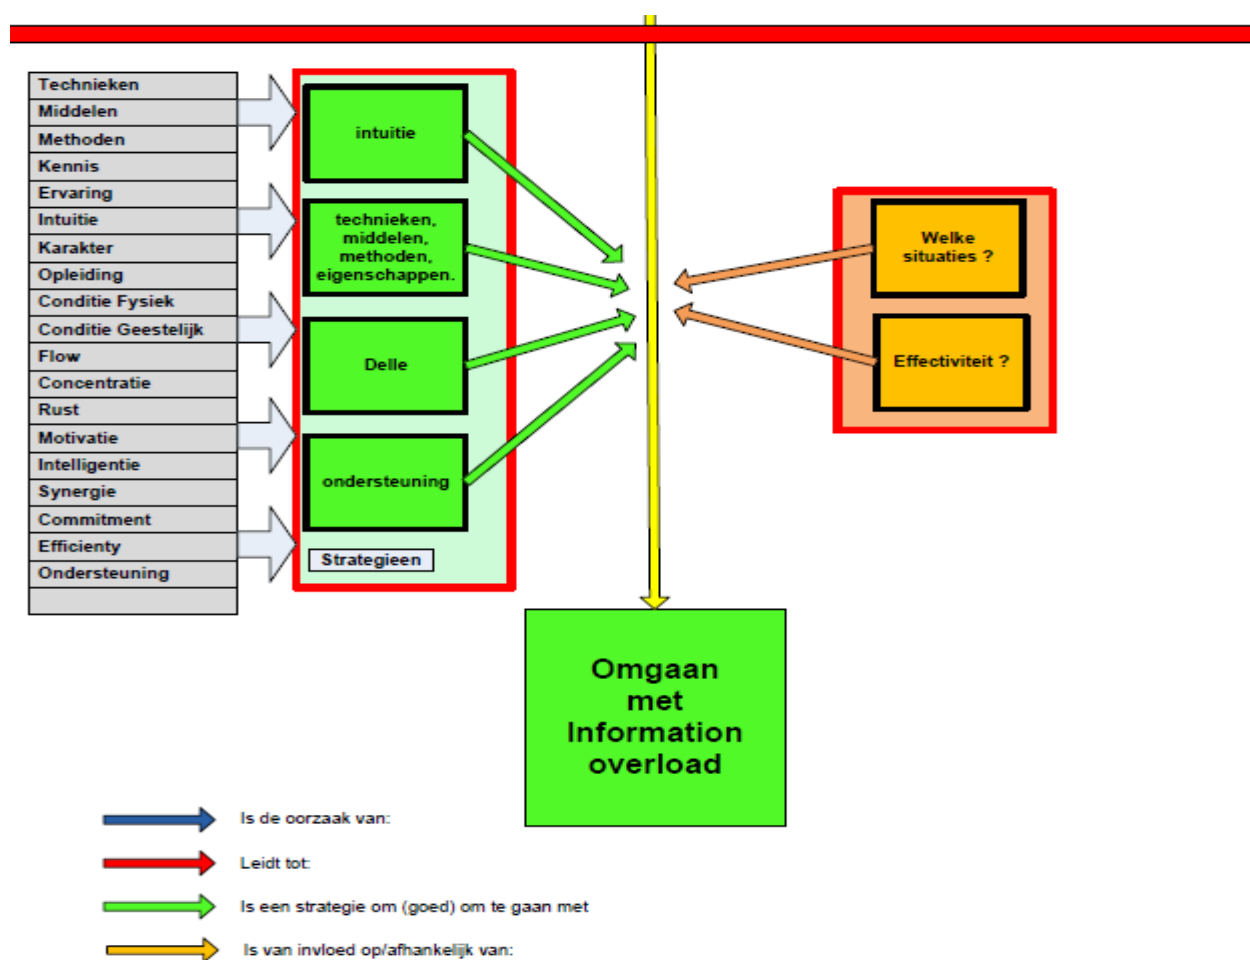 Technieken
Middelen
Methoden
Kennis
Ervaring
Intuitie
Karakter
Opleiding
Conditie Fysiek
Conditie Geestelijk
Flow
Concentratie
Rust
Motivatie
Intelligentie
Synergie
Commitment
Efficienty
Ondersteuning
intuitie
technieken,
middelen,
methoden,
eigenschappen.
Delle
ondersteuning
Strategieen
Welke
situaties ?
Effectiviteit ?
Omgaan
met
Information
overload
Is de oorzaak van:
Leidt tot:
Is een strategie om (goed) om te gaan met
Is van invloed op/afhankelijk van: